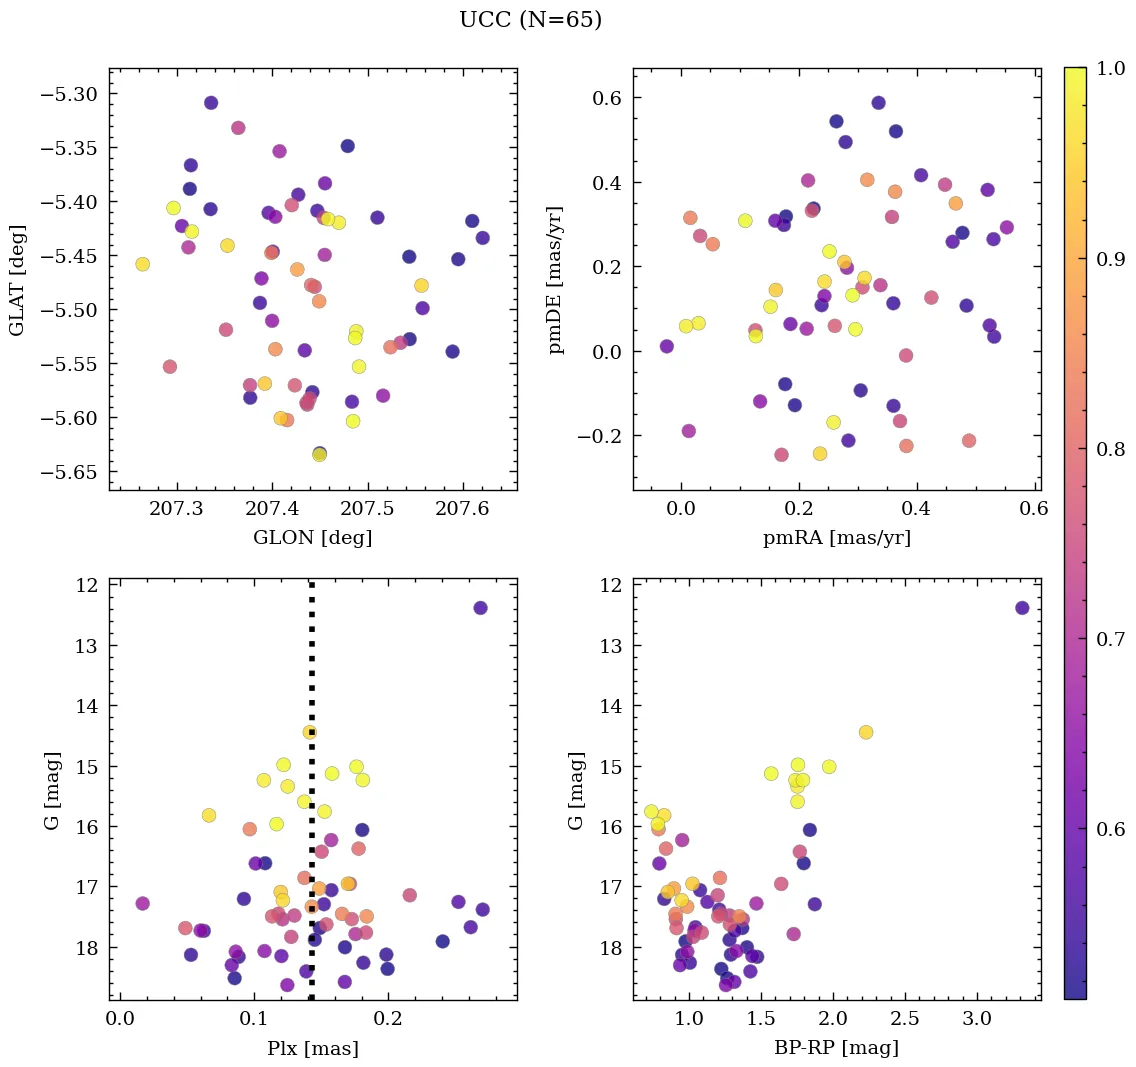 UCC (N=65)
−5.30
−5.35
−5.40
−5.45
−5.50
−5.55
−5.60
−5.65
GLAT [deg]
207.3 207.4 207.5 207.6
GLON [deg]
0.6
0.4
0.2
0.0
−0.2
pmDE [mas/yr]
0.0 0.2 0.4 0.6
pmRA [mas/yr]
12
13
14
15
16
17
18
G [mag]
0.0 0.1 0.2
Plx [mas]
12
13
14
15
16
17
18
G [mag]
1.0 1.5 2.0 2.5 3.0
BP-RP [mag]
1.0
0.9
0.8
0.7
0.6